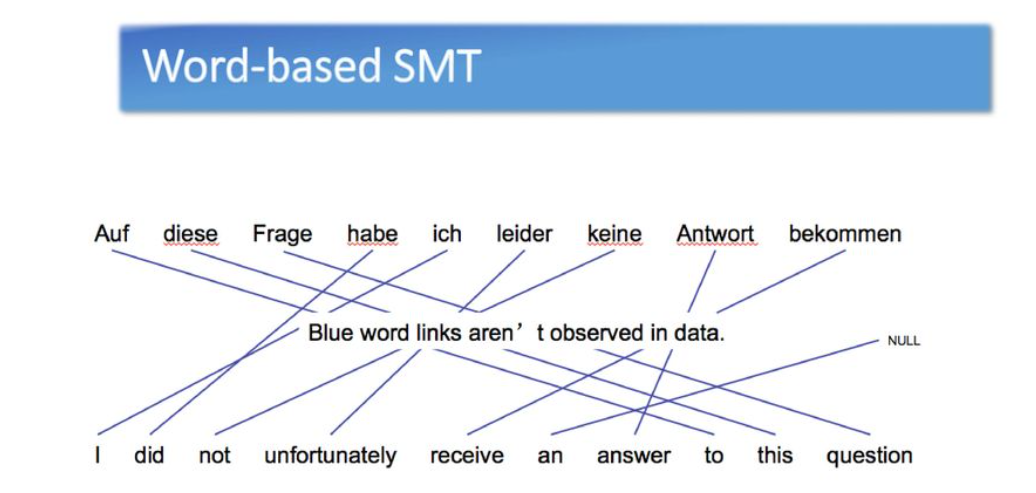 Word-based SMT
Auf diese Frage habe ich leider keine Antwort bekommen
Blue word links aren’t observed in data.
NULL
I did not unfortunately receive an answer to this question